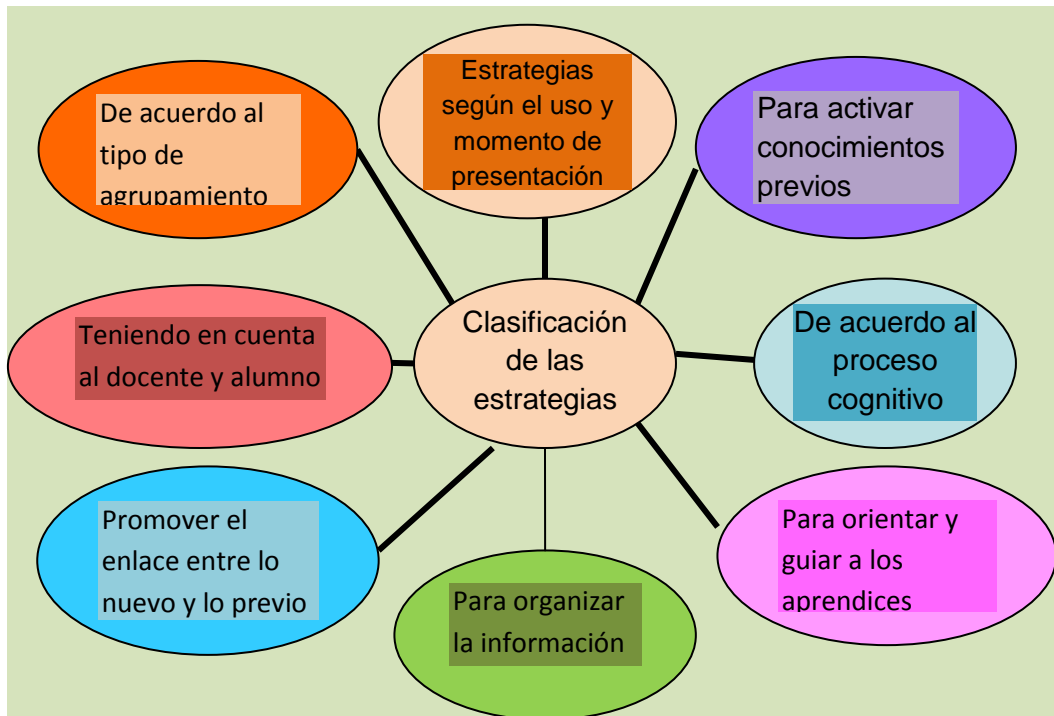 Estrategias
según el uso y
momento de
presentación
De acuerdo al
tipo de
agrupamiento
Para activar
conocimientos
previos
Teniendo en cuenta
al docente y alumno
Clasificación
de las
estrategias
De acuerdo al
proceso
cognitivo
Promover el
enlace entre lo
nuevo y lo previo
Para organizar
la información
Para orientar y
guiar a los
aprendices